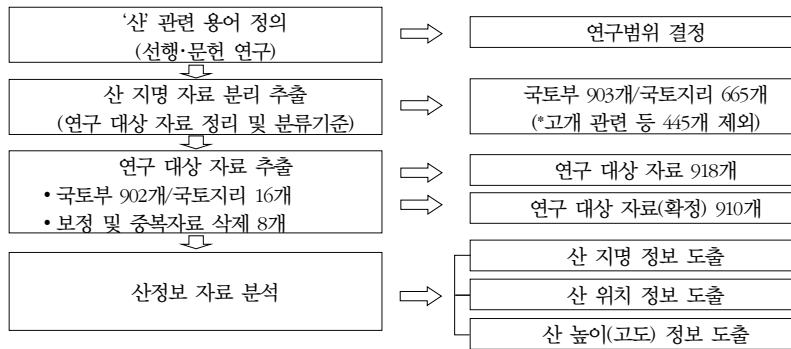 ‘산’ 관련 용어 정의
(선행·문헌 연구)
연구범위 결정
산 지명 자료 분리 추출
(연구 대상 자료 정리 및 분류기준)
국토부 903개/국토지리 665개
(*고개 관련 등 445개 제외)
연구 대상 자료 추출
• 국토부 902개/국토지리 16개
• 보정 및 중복자료 삭제 8개
연구 대상 자료 918개
연구 대상 자료(확정) 910개
산정보 자료 분석
산 지명 정보 도출
산 위치 정보 도출
산 높이(고도) 정보 도출